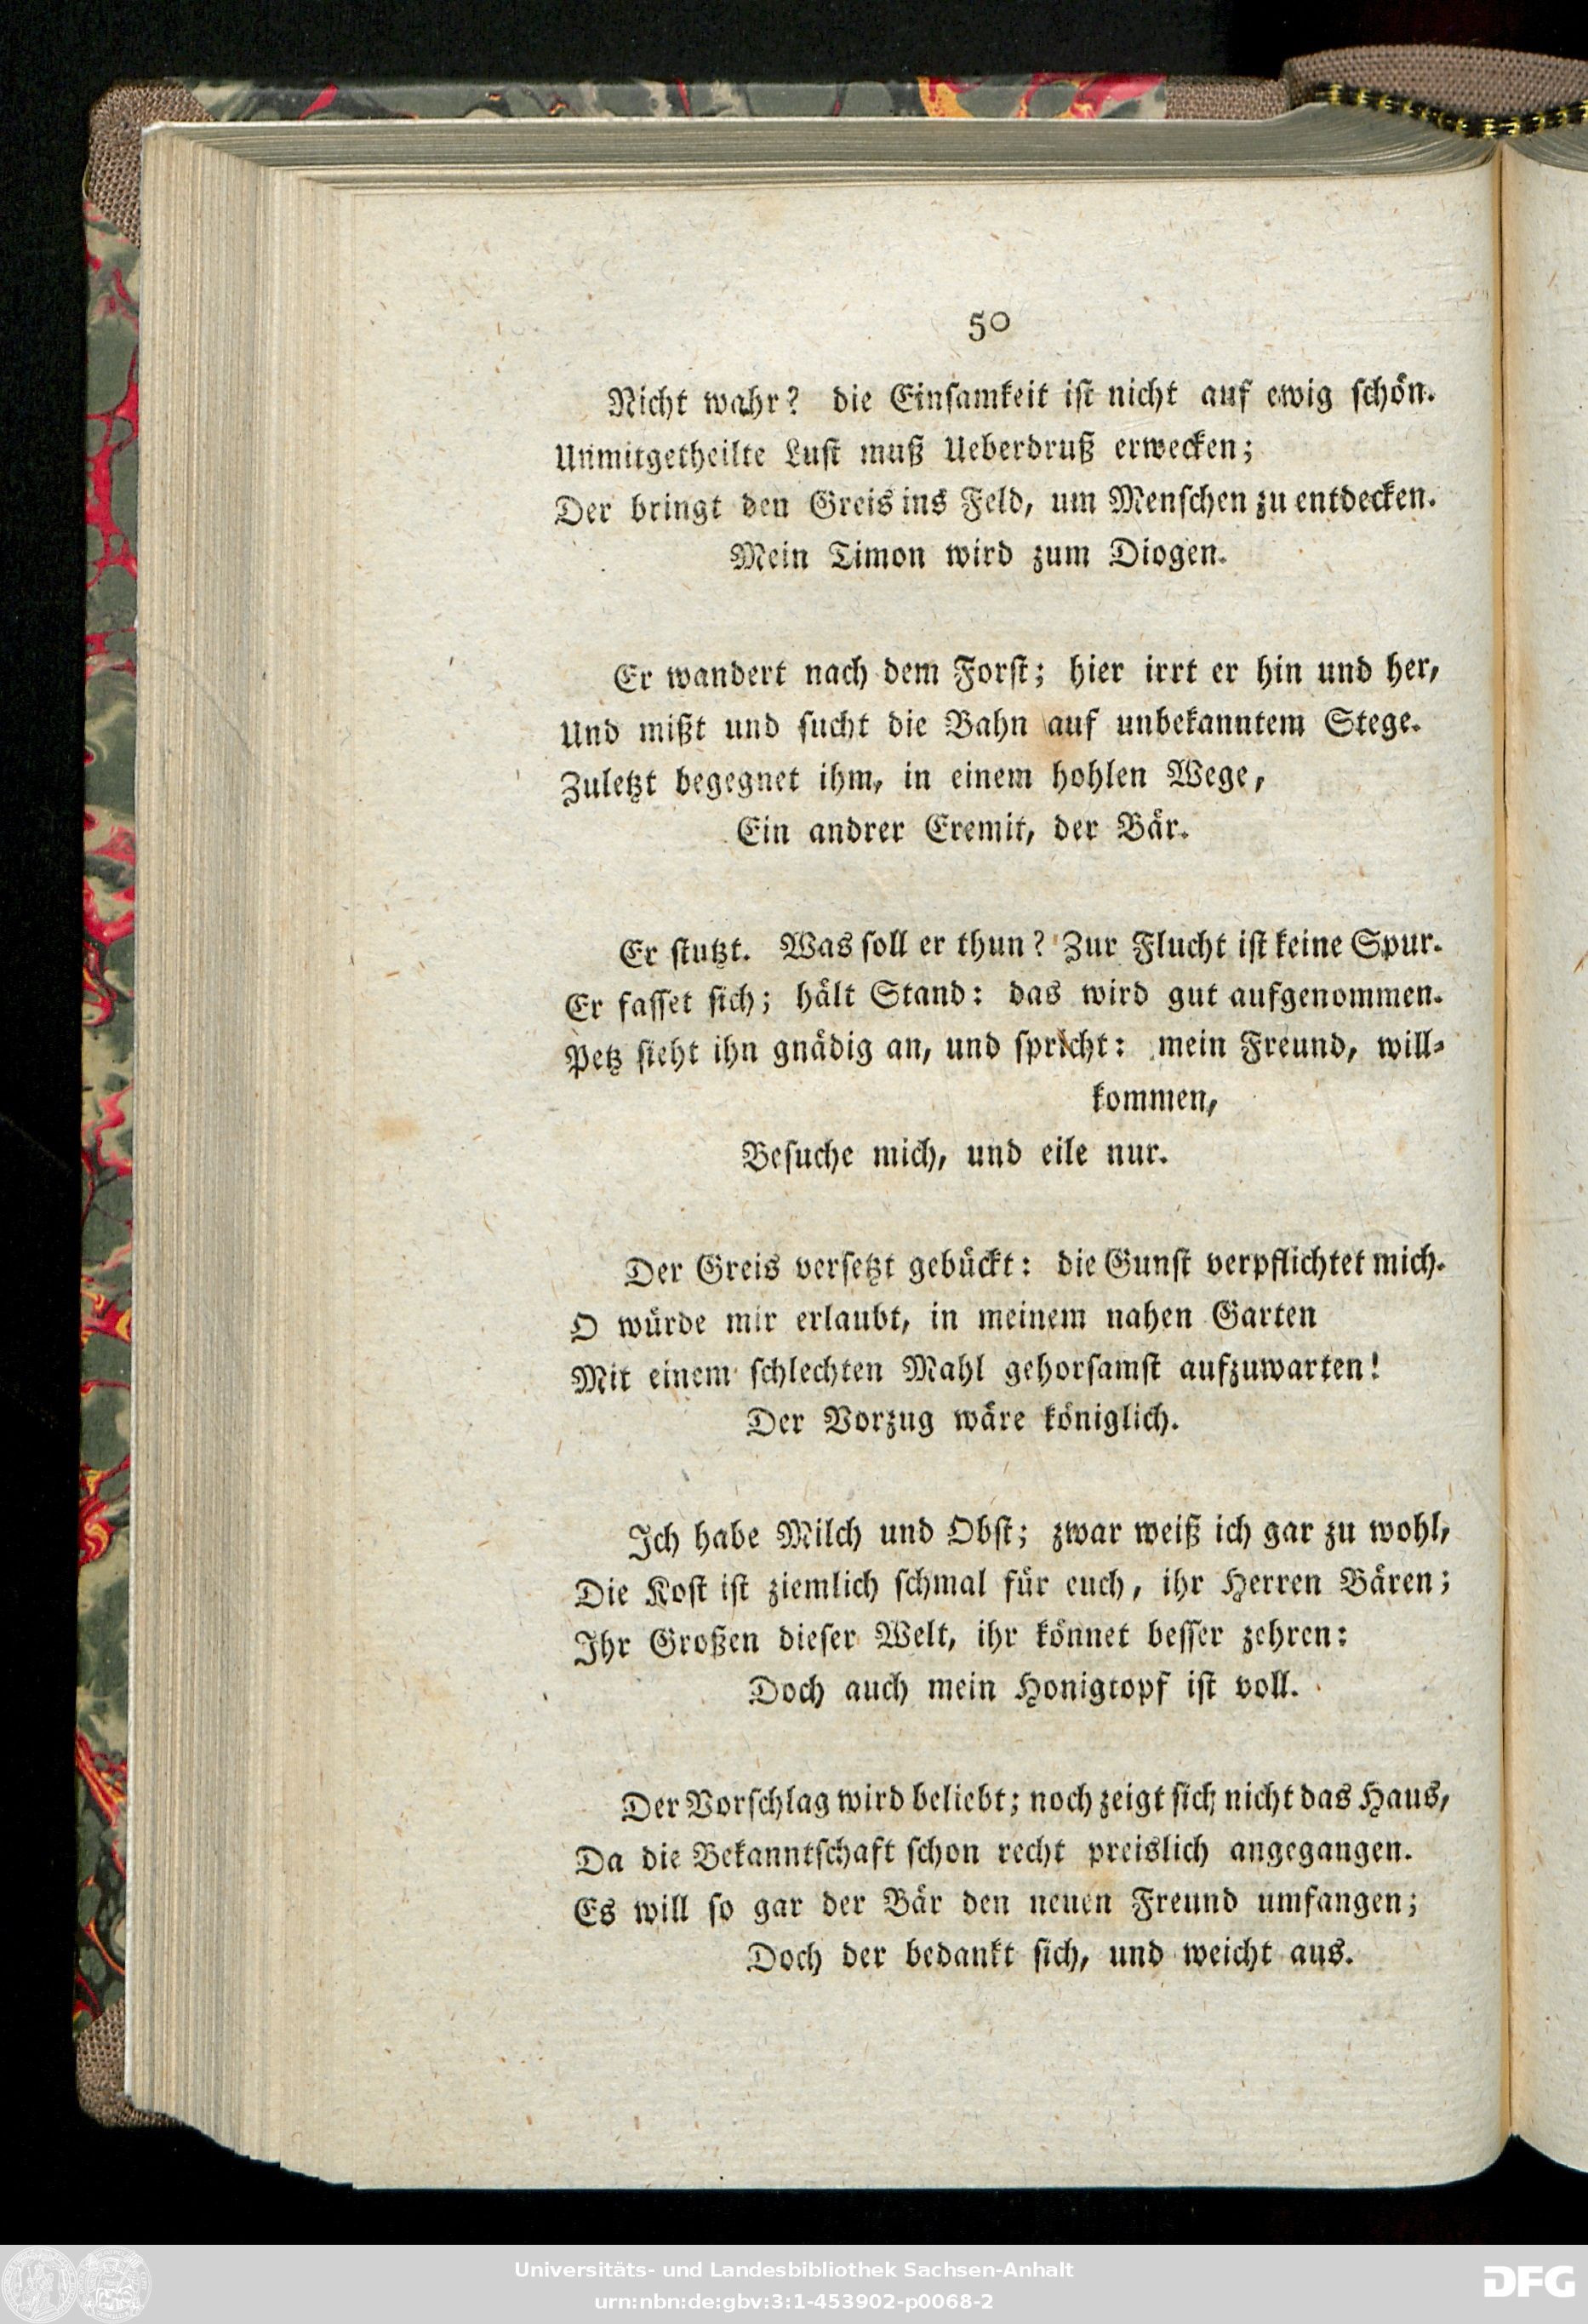 50
Nicht wahr? die Einſamkeit iſt nicht auf ewig ſchön.
Unmitgetheilte Luſt muß Ueberdruß erwecken;
Der bringt den Greis ins Feld, um Menſchen zu entdecken.
Mein Timon wird zum Diogen.
Er wandert nach dem Forſt; hier irrt er hin und her,
Und mißt und ſucht die Bahn auf unbekanntem Stege.
Zuletzt begegnet ihm, in einem hohlen Wege,
Ein andrer Eremit, der Bär.
Er ſtutzt. Was ſoll er thun? Zur Flucht iſt keine Spur.
Er faſſet ſich; hält Stand: das wird gut aufgenommen.
Petz ſieht ihn gnädig an, und ſpricht: mein Freund, will-
kommen,
Beſuche mich, und eile nur.
Der Greis verſetzt gebückt: die Gunſt verpflichtet mich.
O würde mir erlaubt, in meinem nahen Garten
Mit einem ſchlechten Mahl gehorſamſt aufzuwarten!
Der Vorzug wäre königlich.
Ich habe Milch und Obſt; zwar weiß ich gar zu wohl,
Die Koſt iſt ziemlich ſchmal für euch, ihr Herren Bären;
Ihr Großen dieſer Welt, ihr könnet beſſer zehren:
Doch auch mein Honigtopf iſt voll.
Der Vorſchlag wird beliebt; noch zeigt ſich nicht das Haus,
Da die Bekanntſchaft ſchon recht preislich angegangen.
Es will ſo gar der Bär den neuen Freund umfangen;
Doch der bedankt ſich, und weicht aus.
Universitäts- und Landesbibliothek Sachsen-Anhalt
urn:nbn:de:gbv:3:1-453902-p0068-2
DFG